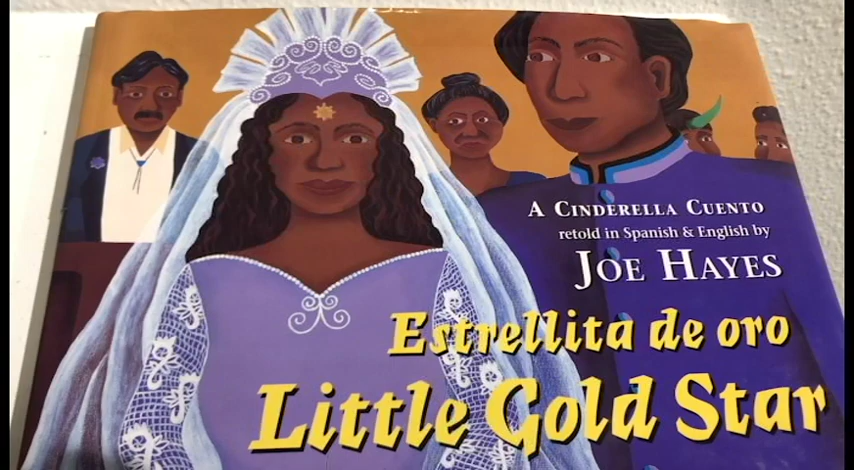 A Cinderella Cuento
retold in Spanish & English by
Joe Hayes
Estrellita de oro
Little Gold Star